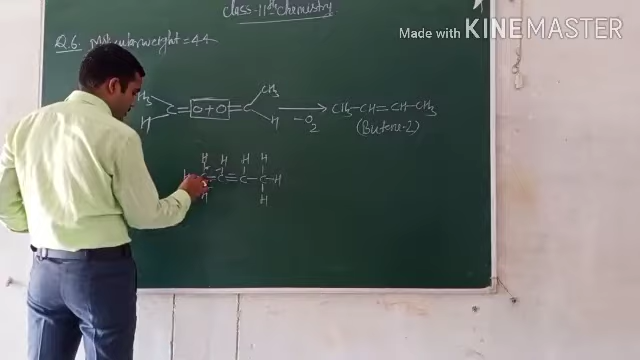 Class-11th Chemistry
Made with KINEMASTER
Q.6. Molecular weight = 44
CH3 CH3
C = O + O = C → CH3-CH=CH-CH3
H H -O2 (Butene-2)
H H H H
C = C - C - H
H H